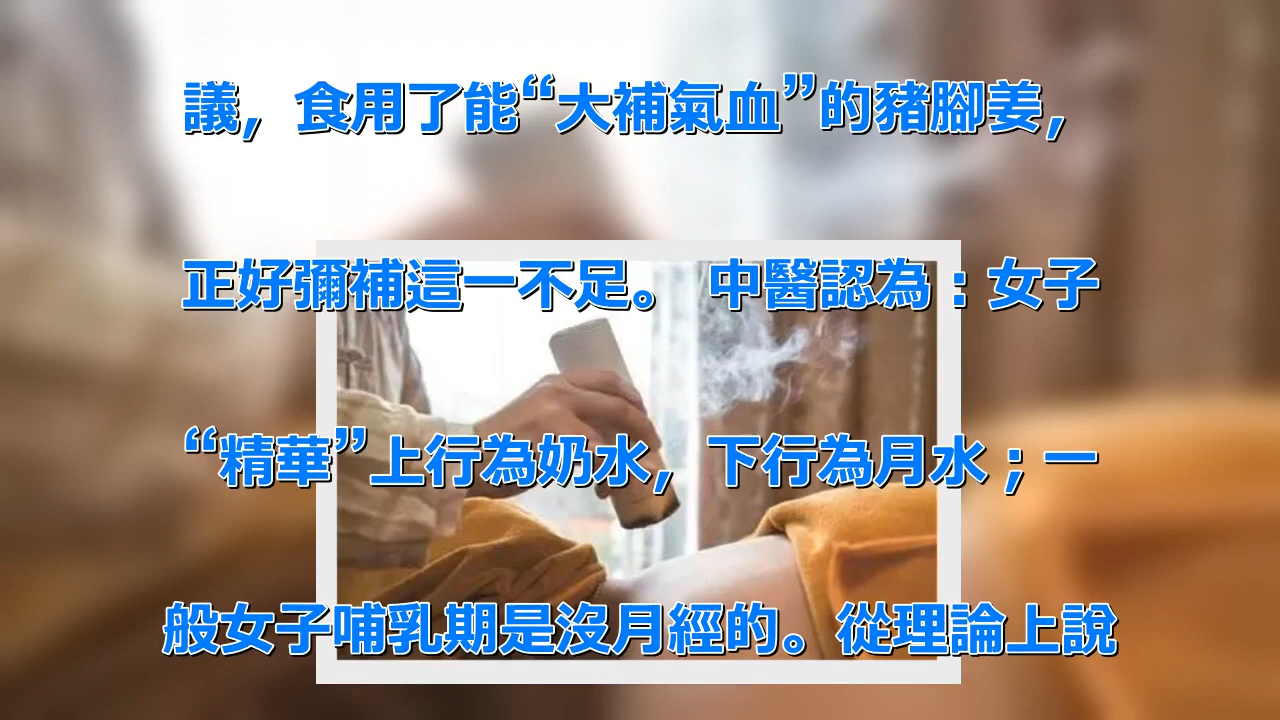 議，食用了能“大補氣血”的豬腳姜，
正好彌補這一不足。 中醫認為：女子
“精華”上行為奶水，下行為月水；一
般女子哺乳期是沒月經的。從理論上說